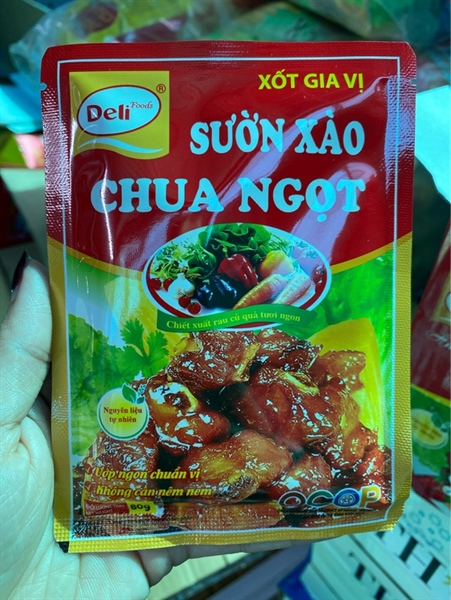 Deli Foods ®
XỐT GIA VỊ
SƯỜN XÀO
CHUA NGỌT
Chiết xuất rau củ quả tươi ngon
Nguyên liệu
tự nhiên
Ướp ngon chuẩn vị
không cần nêm nếm
80g
OCOP
TH